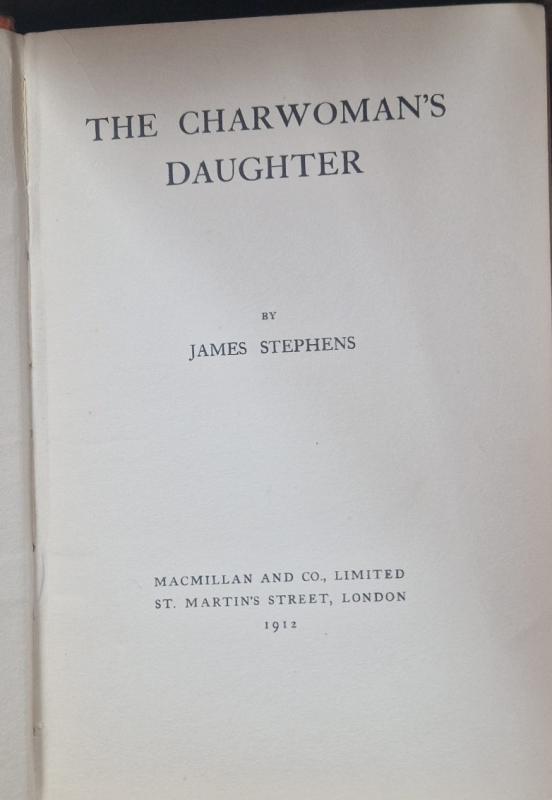 THE CHARWOMAN'S
DAUGHTER
BY
JAMES STEPHENS
MACMILLAN AND CO., LIMITED
ST. MARTIN'S STREET, LONDON
1912